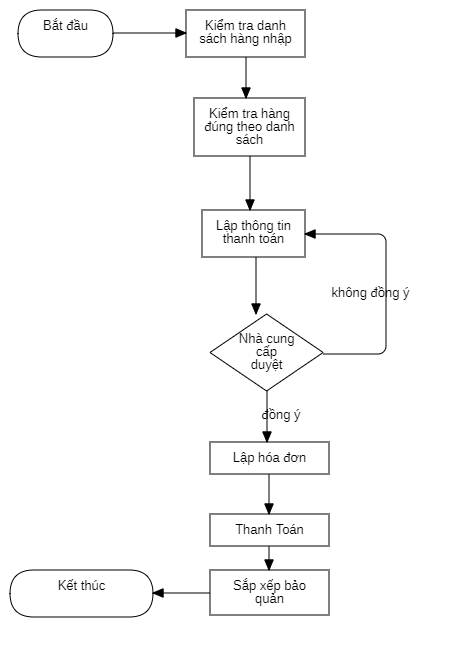 Bắt đầu
Kiểm tra danh
sách hàng nhập
Kiểm tra hàng
đúng theo danh
sách
Lập thông tin
thanh toán
không đồng ý
Nhà cung
cấp
duyệt
đồng ý
Lập hóa đơn
Thanh Toán
Sắp xếp bảo
quản
Kết thúc